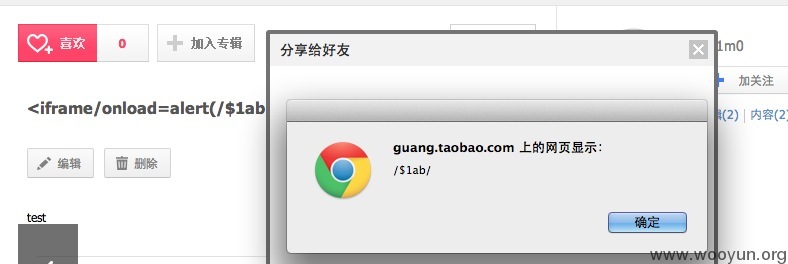 喜欢
0
加入专辑
分享给好友
1m0
加关注
<iframe/onload=alert(/$1ab
(2) | 内容(2)
编辑
删除
guang.taobao.com 上的网页显示:
/$1ab/
确定
test
www.wooyun.org